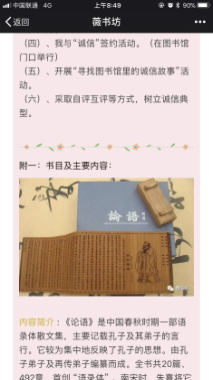 中国联通 4G 上午8:49 90%
返回 薇书坊
（四）、我与“诚信”签约活动。（在图书馆
门口举行）
（五）、开展“寻找图书馆里的诚信故事”活
动。
（六）、采取自评互评等方式，树立诚信典
型。
附一：书目及主要内容：
論語
内容简介：《论语》是中国春秋时期一部语
录体散文集，主要记载孔子及其弟子的言
行。它较为集中地反映了孔子的思想。由孔
子弟子及再传弟子编纂而成。全书共20篇、
492章，首创“语录体”。南宋时，朱熹将它